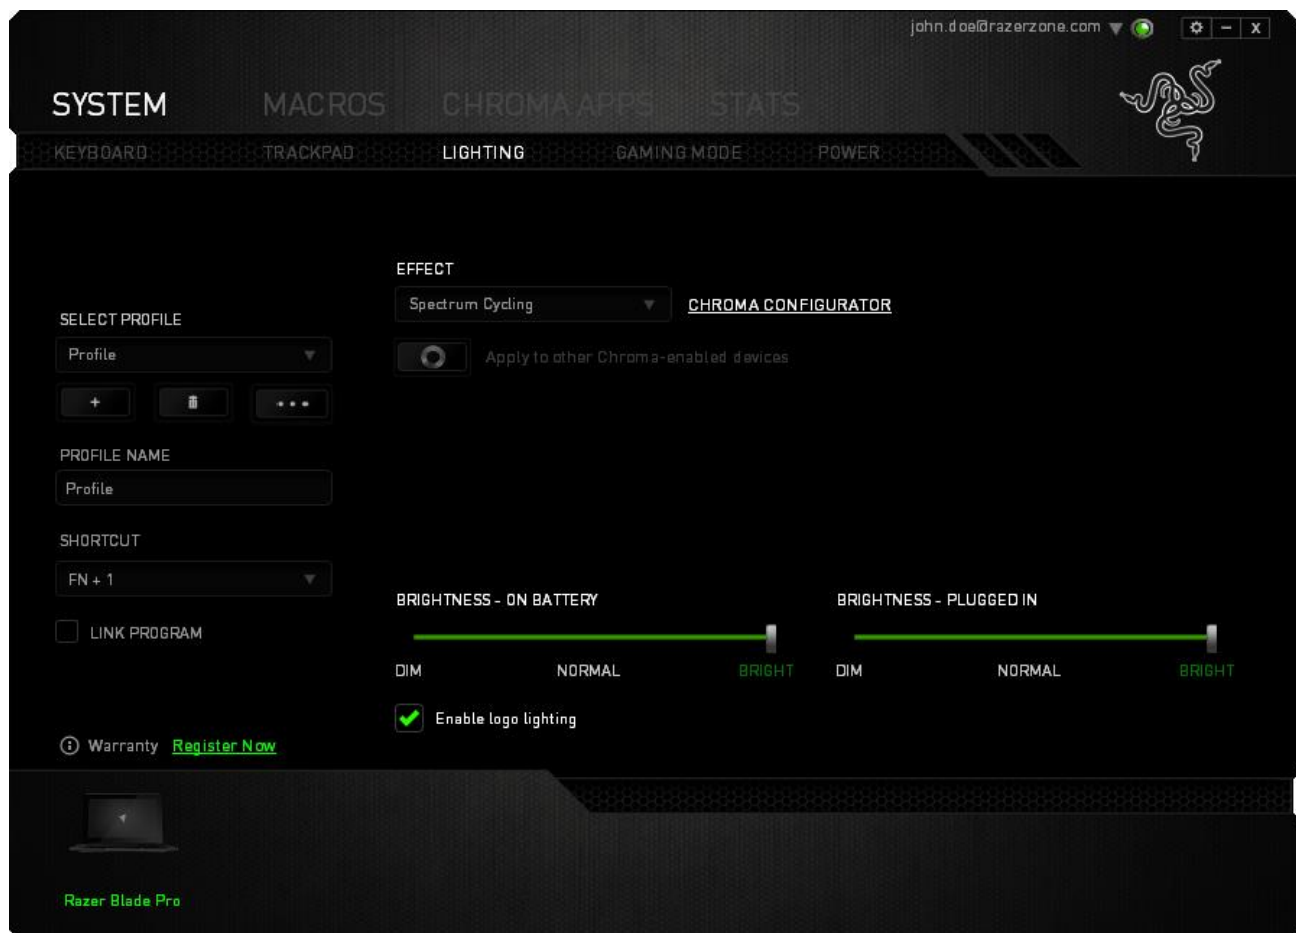 john.doe@razerzone.com
SYSTEM MACROS CHROMA APPS STATS
KEYBOARD TRACKPAD LIGHTING GAMING MODE POWER
EFFECT
Spectrum Cycling CHROMA CONFIGURATOR
SELECT PROFILE
Profile
Apply to other Chroma-enabled devices
PROFILE NAME
Profile
SHORTCUT
FN + 1
LINK PROGRAM
BRIGHTNESS - ON BATTERY BRIGHTNESS - PLUGGED IN
DIM NORMAL BRIGHT DIM NORMAL BRIGHT
Enable logo lighting
Warranty Register Now
Razer Blade Pro